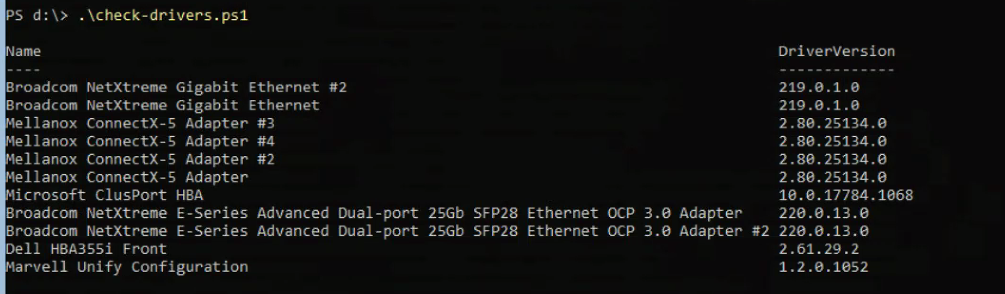 PS d:\> .\check-drivers.ps1
Name DriverVersion
---- -------------
Broadcom NetXtreme Gigabit Ethernet #2 219.0.1.0
Broadcom NetXtreme Gigabit Ethernet 219.0.1.0
Mellanox ConnectX-5 Adapter #3 2.80.25134.0
Mellanox ConnectX-5 Adapter #4 2.80.25134.0
Mellanox ConnectX-5 Adapter #2 2.80.25134.0
Mellanox ConnectX-5 Adapter 2.80.25134.0
Microsoft ClusPort HBA 10.0.17784.1068
Broadcom NetXtreme E-Series Advanced Dual-port 25Gb SFP28 Ethernet OCP 3.0 Adapter 220.0.13.0
Broadcom NetXtreme E-Series Advanced Dual-port 25Gb SFP28 Ethernet OCP 3.0 Adapter #2 220.0.13.0
Dell HBA355i Front 2.61.29.2
Marvell Unify Configuration 1.2.0.1052